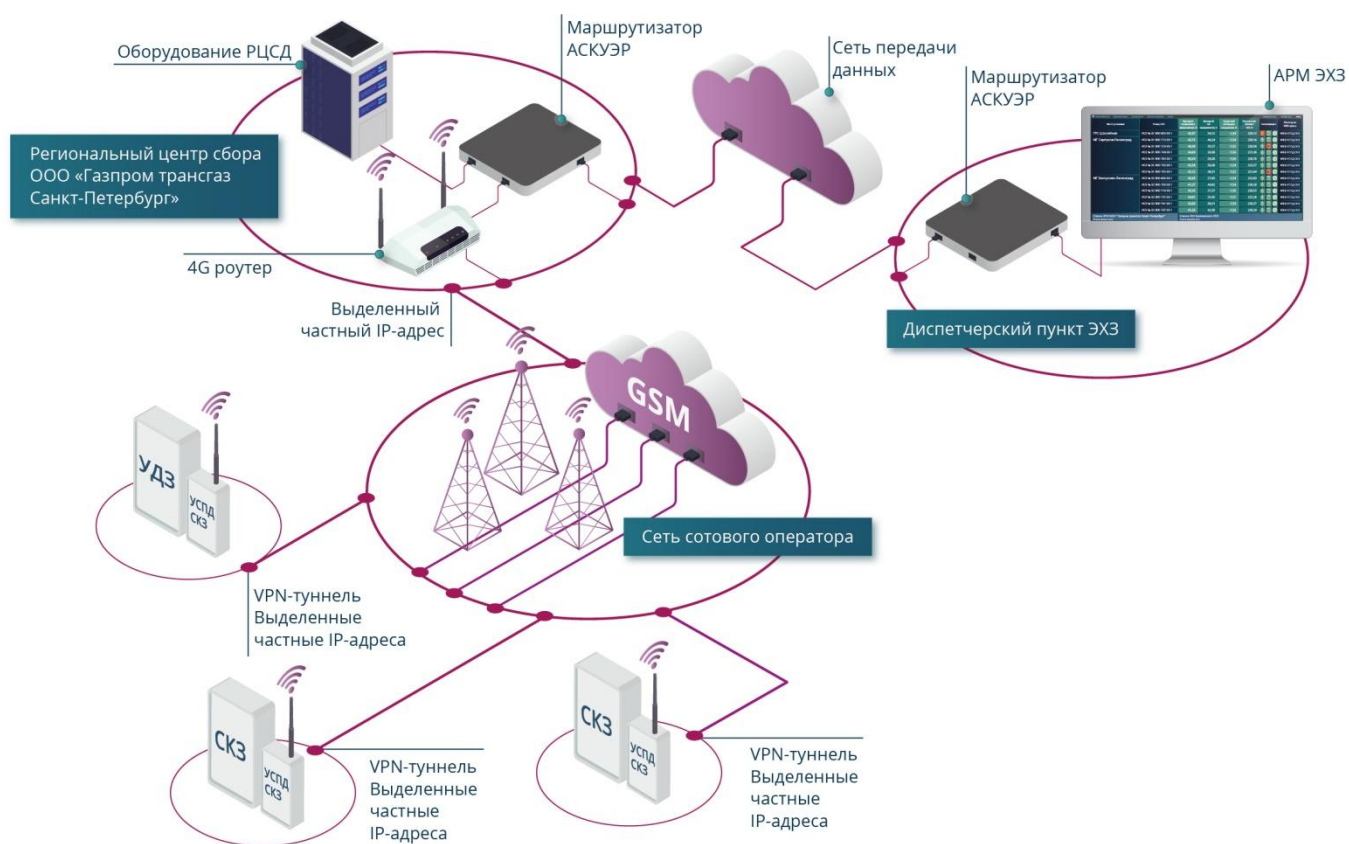 Оборудование РЦСД
Маршрутизатор
АСКУЭР
Сеть передачи
данных
Маршрутизатор
АСКУЭР
АРМ ЭХЗ
Региональный центр сбора
ООО «Газпром трансгаз
Санкт-Петербург»
4G роутер
Выделенный
частный IP-адрес
Диспетчерский пункт ЭХЗ
GSM
УДЗ
УСПД
СКЗ
Сеть сотового оператора
VPN-туннель
Выделенные
частные IP-адреса
СКЗ
УСПД
СКЗ
VPN-туннель
Выделенные
частные
IP-адреса
СКЗ
УСПД
СКЗ
VPN-туннель
Выделенные
частные
IP-адреса